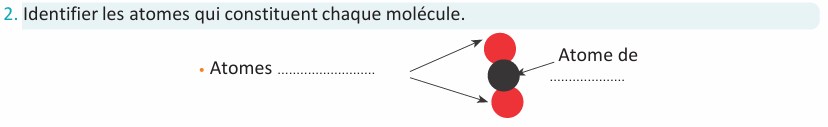 2. Identifier les atomes qui constituent chaque molécule.
• Atomes ..........................
Atome de
....................